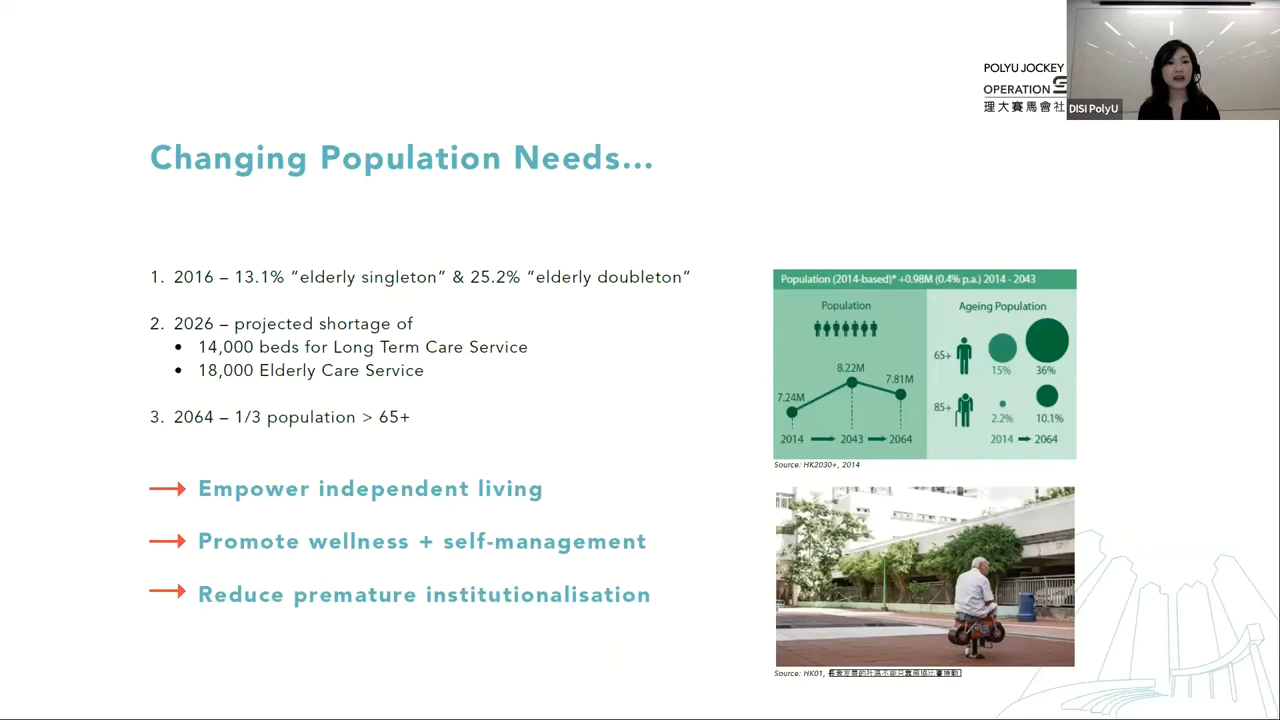 POLYU JOCKEY
OPERATION S
理大賽馬會社
DISI PolyU
Changing Population Needs...
1. 2016 – 13.1% “elderly singleton” & 25.2% “elderly doubleton”
2. 2026 – projected shortage of
• 14,000 beds for Long Term Care Service
• 18,000 Elderly Care Service
3. 2064 – 1/3 population > 65+
Empower independent living
Promote wellness + self-management
Reduce premature institutionalisation
Population (2014-based)* +0.98M (0.4% p.a.) 2014 - 2043
Population
7.24M
8.22M
7.81M
2014
2043
2064
Ageing Population
65+
15%
36%
85+
2.2%
10.1%
2014
2064
Source: HK2030+, 2014
Source: HK01,